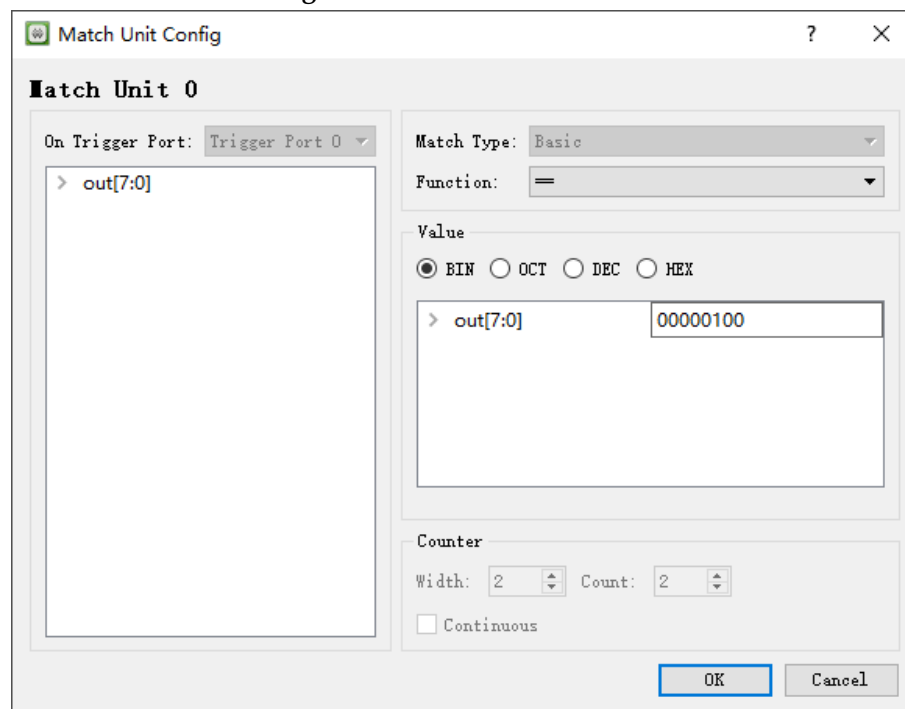 Match Unit Config
Match Unit 0
On Trigger Port: Trigger Port 0
out[7:0]
Match Type: Basic
Function: ==
Value
BIN OCT DEC HEX
out[7:0] 00000100
Counter
Width: 2 Count: 2
Continuous
OK Cancel